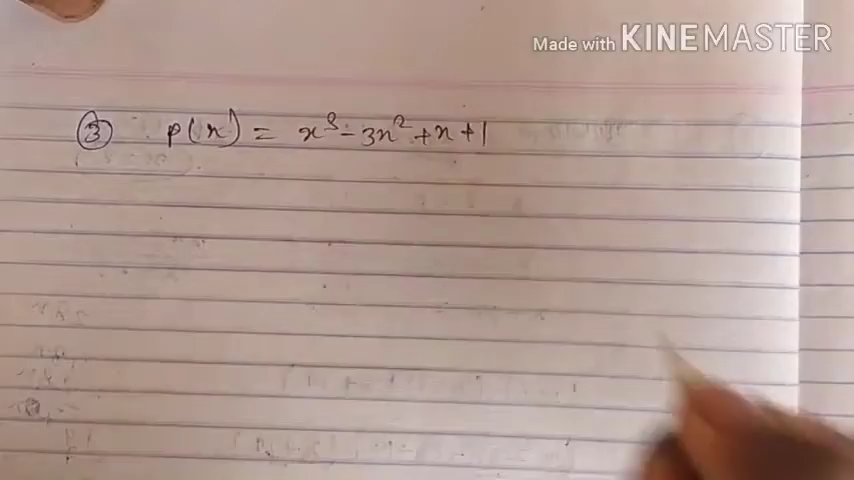 Made with KINEMASTER
③ p(x) = x³ - 3x² + x + 1